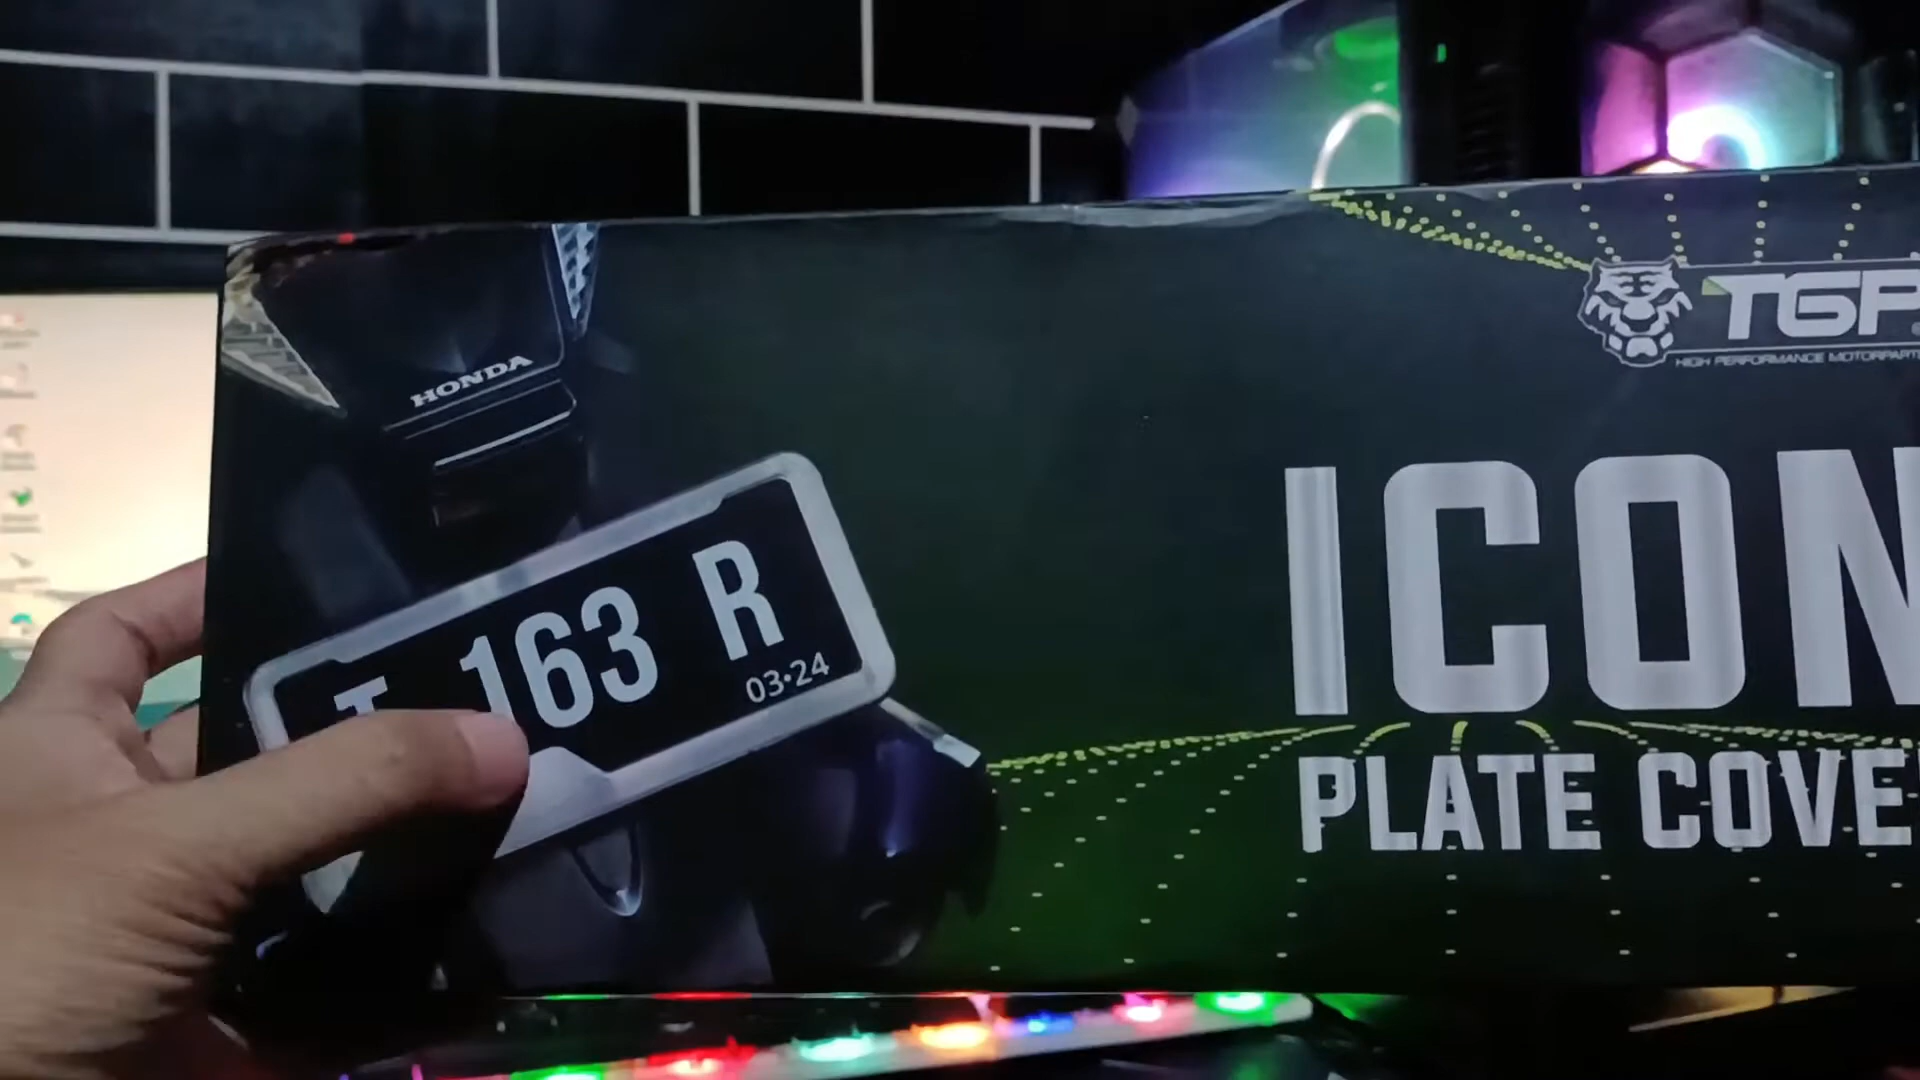 HONDA
T 163 R
03•24
TGP
HIGH PERFORMANCE MOTORPARTS
ICON
PLATE COVE